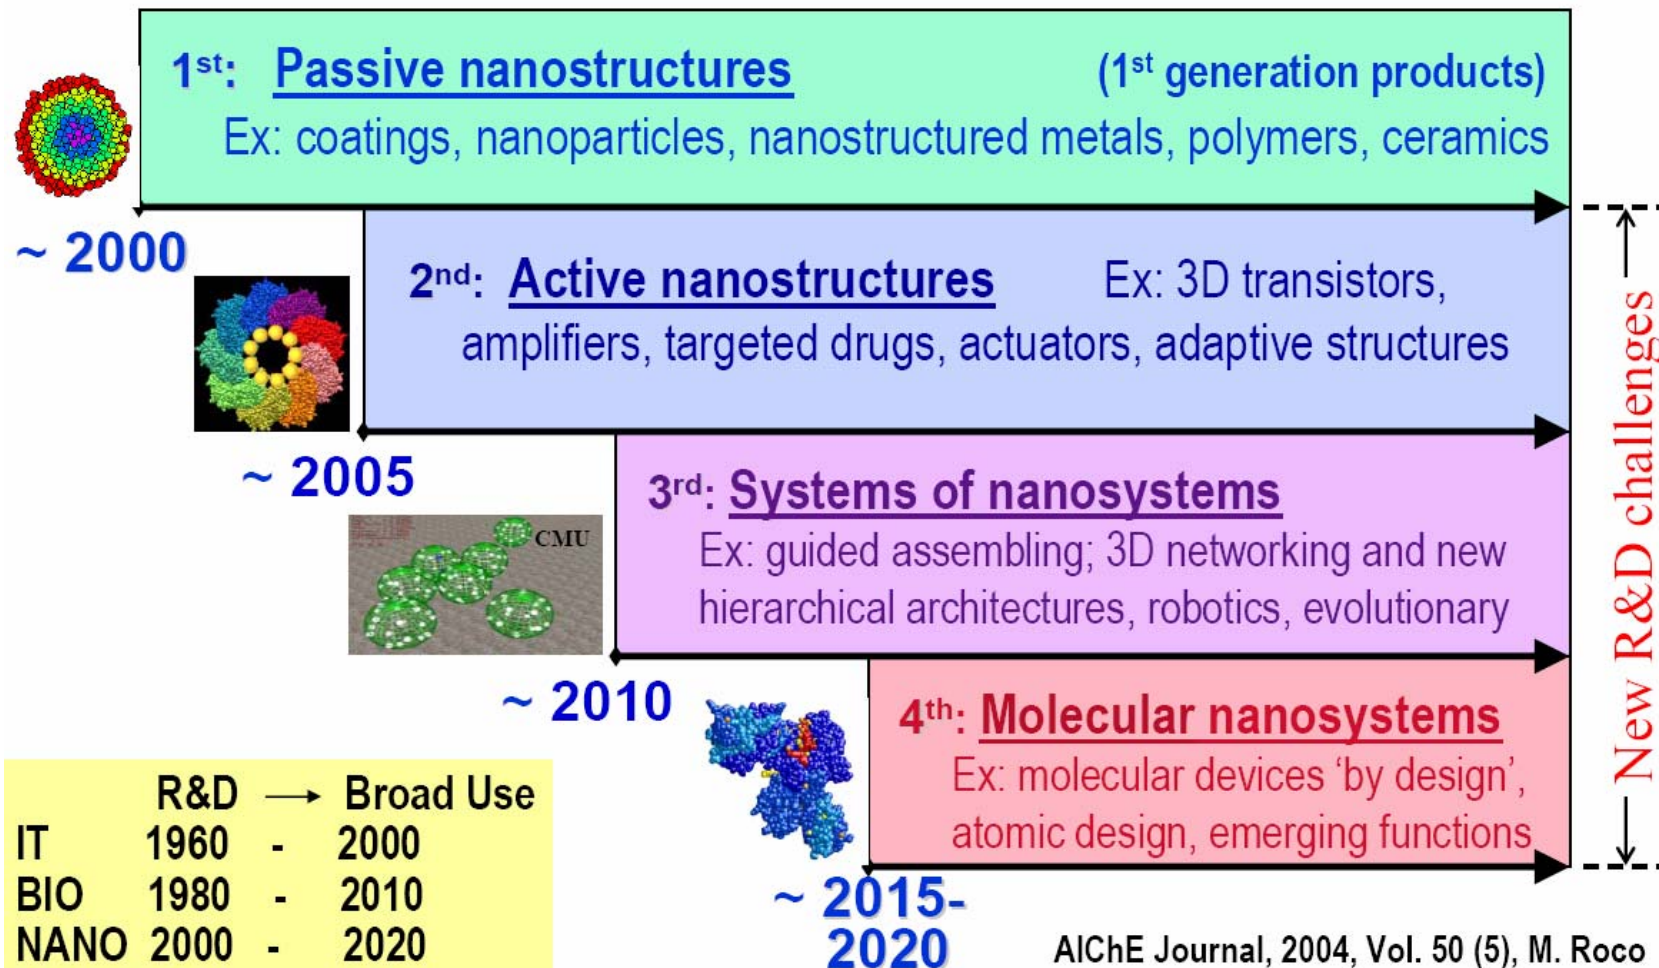 1st: Passive nanostructures (1st generation products)
Ex: coatings, nanoparticles, nanostructured metals, polymers, ceramics
~ 2000
2nd: Active nanostructures Ex: 3D transistors,
amplifiers, targeted drugs, actuators, adaptive structures
~ 2005
3rd: Systems of nanosystems
Ex: guided assembling; 3D networking and new
hierarchical architectures, robotics, evolutionary
CMU
~ 2010
4th: Molecular nanosystems
Ex: molecular devices ‘by design’,
atomic design, emerging functions
~ 2015-
2020
New R&D challenges
R&D → Broad Use
IT 1960 - 2000
BIO 1980 - 2010
NANO 2000 - 2020
AIChE Journal, 2004, Vol. 50 (5), M. Roco